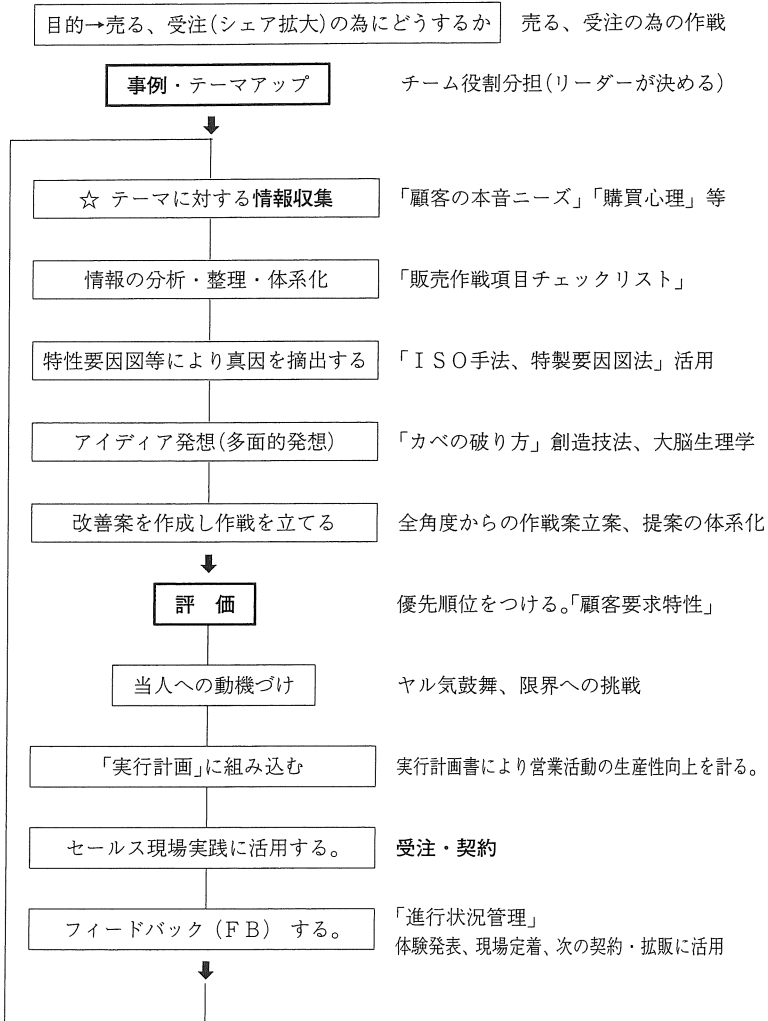 目的→売る、受注(シェア拡大)の為にどうするか　売る、受注の為の作戦
事例・テーマアップ　チーム役割分担(リーダーが決める)
☆ テーマに対する情報収集　「顧客の本音ニーズ」「購買心理」等
情報の分析・整理・体系化　「販売作戦項目チェックリスト」
特性要因図等により真因を摘出する　「ＩＳＯ手法、特製要因図法」活用
アイディア発想(多面的発想)　「カベの破り方」創造技法、大脳生理学
改善案を作成し作戦を立てる　全角度からの作戦案立案、提案の体系化
評　価　優先順位をつける。「顧客要求特性」
当人への動機づけ　ヤル気鼓舞、限界への挑戦
「実行計画」に組み込む　実行計画書により営業活動の生産性向上を計る。
セールス現場実践に活用する。　受注・契約
フィードバック（ＦＢ） する。　「進行状況管理」
体験発表、現場定着、次の契約・拡販に活用